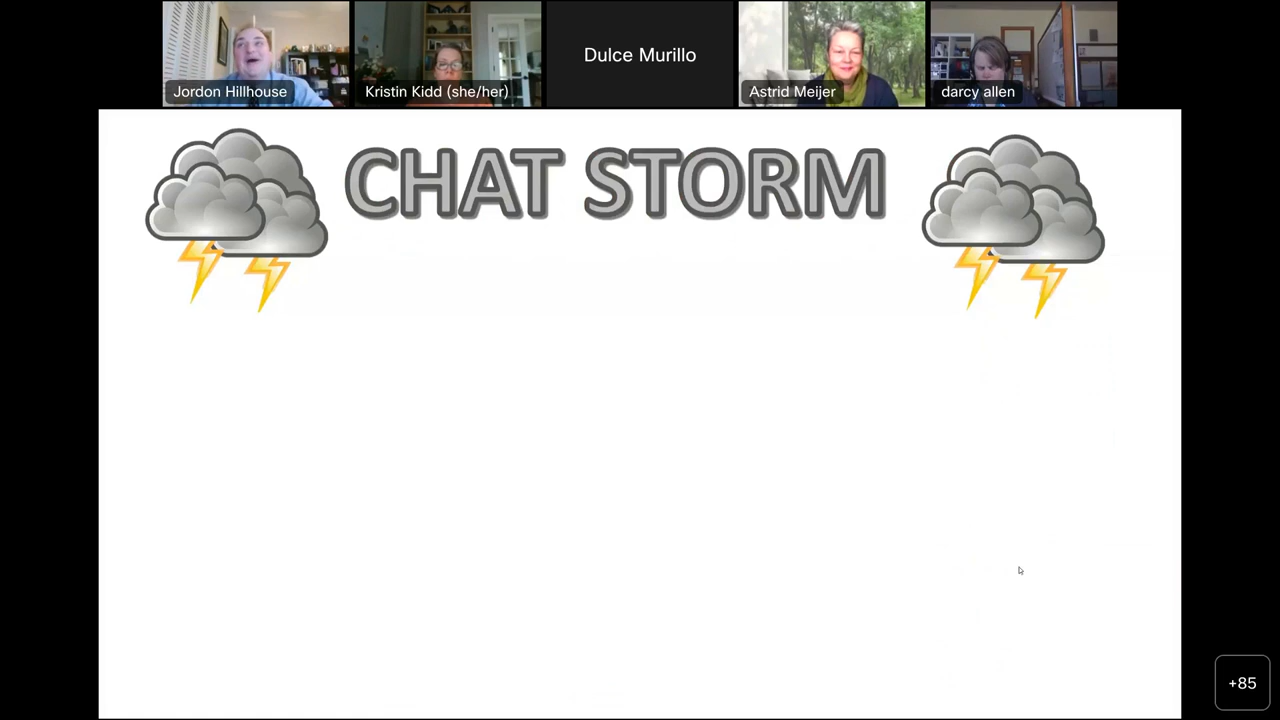 Jordon Hillhouse
Kristin Kidd (she/her)
Dulce Murillo
Astrid Meijer
darcy allen
CHAT STORM
+85